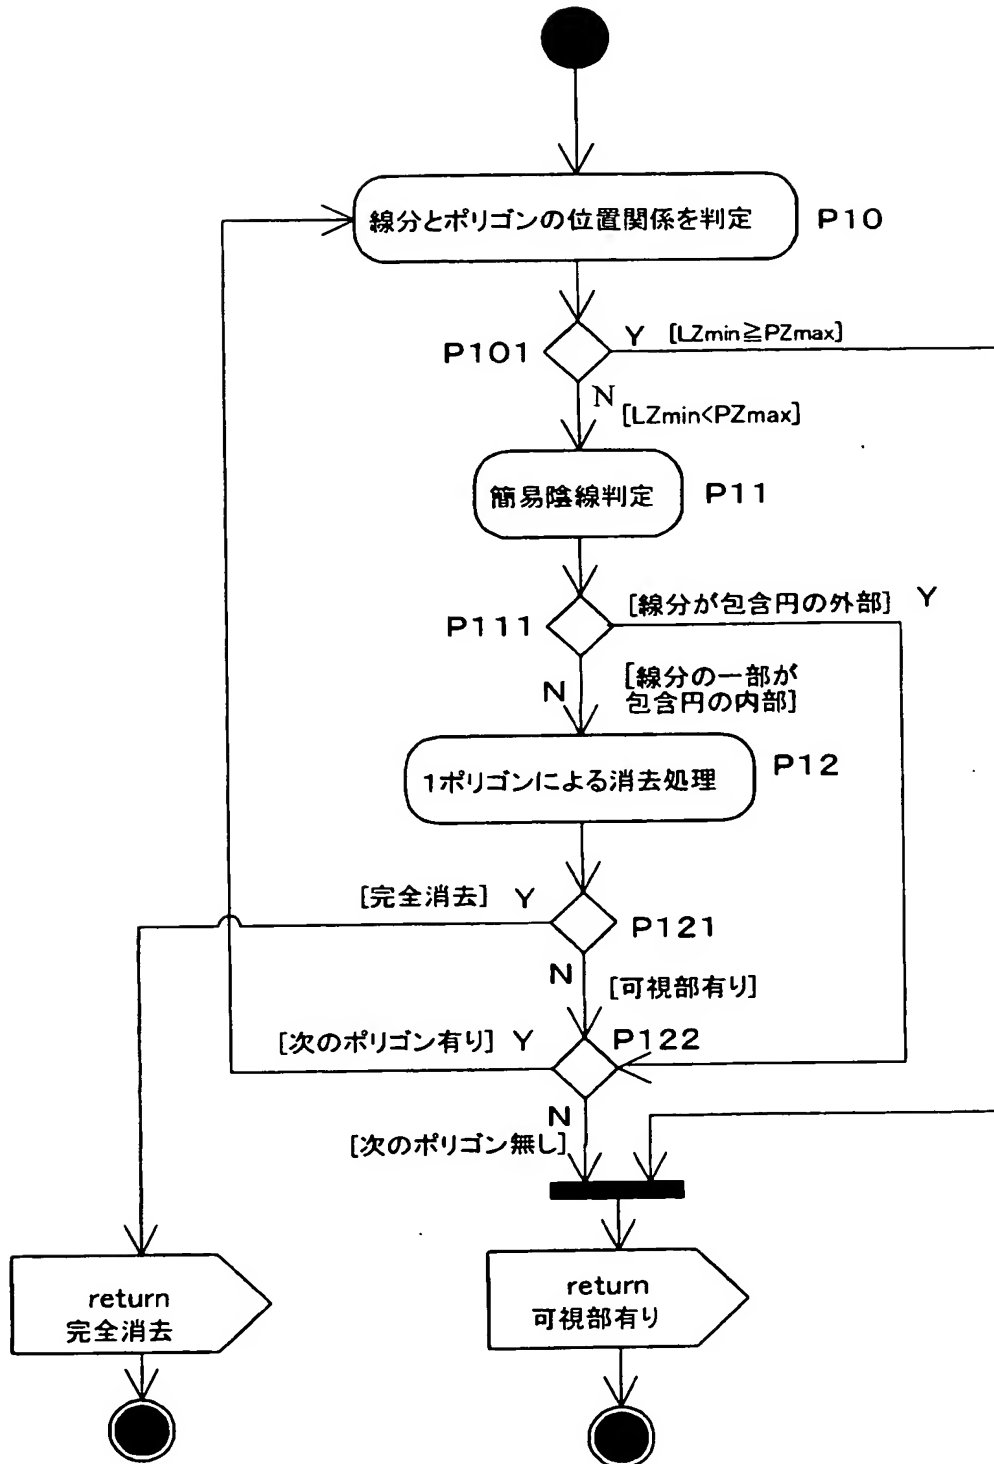 線分とポリゴンの位置関係を判定
P10
P101
Y [LZmin≧PZmax]
N
[LZmin<PZmax]
簡易陰線判定
P11
P111
[線分が包含円の外部] Y
N
[線分の一部が
包含円の内部]
1ポリゴンによる消去処理
P12
[完全消去] Y
P121
N
[可視部有り]
[次のポリゴン有り] Y
P122
N
[次のポリゴン無し]
return
完全消去
return
可視部有り